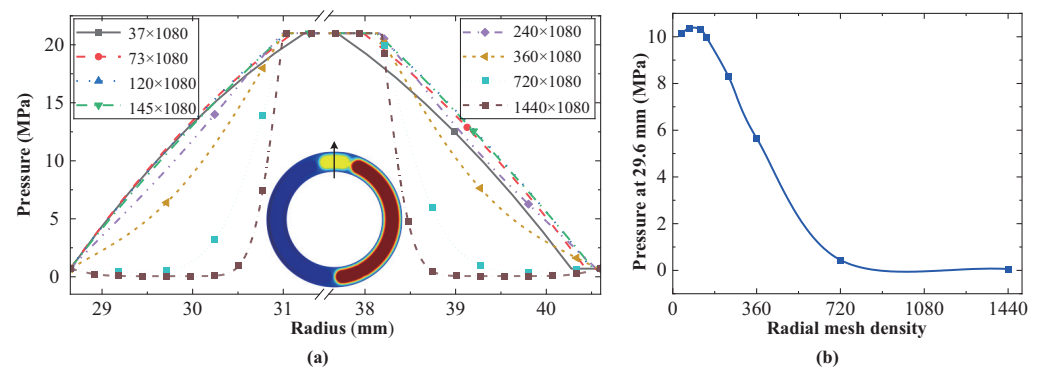 37×1080
73×1080
120×1080
145×1080
240×1080
360×1080
720×1080
1440×1080
20
15
10
5
0
Pressure (MPa)
29 30 31 38 39 40
Radius (mm)
(a)
10
8
6
4
2
0
Pressure at 29.6 mm (MPa)
0 360 720 1080 1440
Radial mesh density
(b)